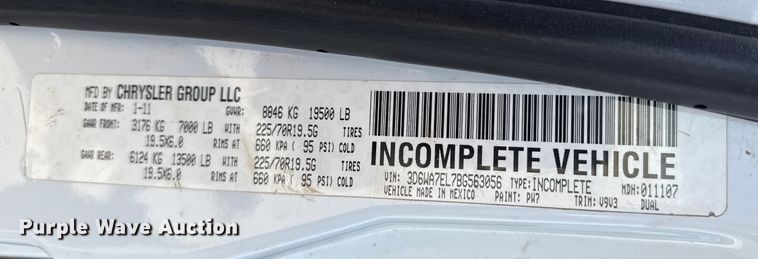 MFD BY CHRYSLER GROUP LLC
DATE OF MFR: 1-11 GVWR: 8846 KG 19500 LB
GAWR FRONT: 3176 KG 7000 LB WITH 225/70R19.5G TIRES
19.5X6.0 RIMS AT 660 KPA ( 95 PSI) COLD
GAWR REAR: 6124 KG 13500 LB WITH 225/70R19.5G TIRES
19.5X6.0 RIMS AT 660 KPA ( 95 PSI) COLD
INCOMPLETE VEHICLE
VIN: 3D6WA7EL7BG563056 TYPE: INCOMPLETE MDH: 011107
VEHICLE MADE IN MEXICO PAINT: PW7 TRIM: V9V3 DUAL
Purple Wave Auction
Purple Wave Auction